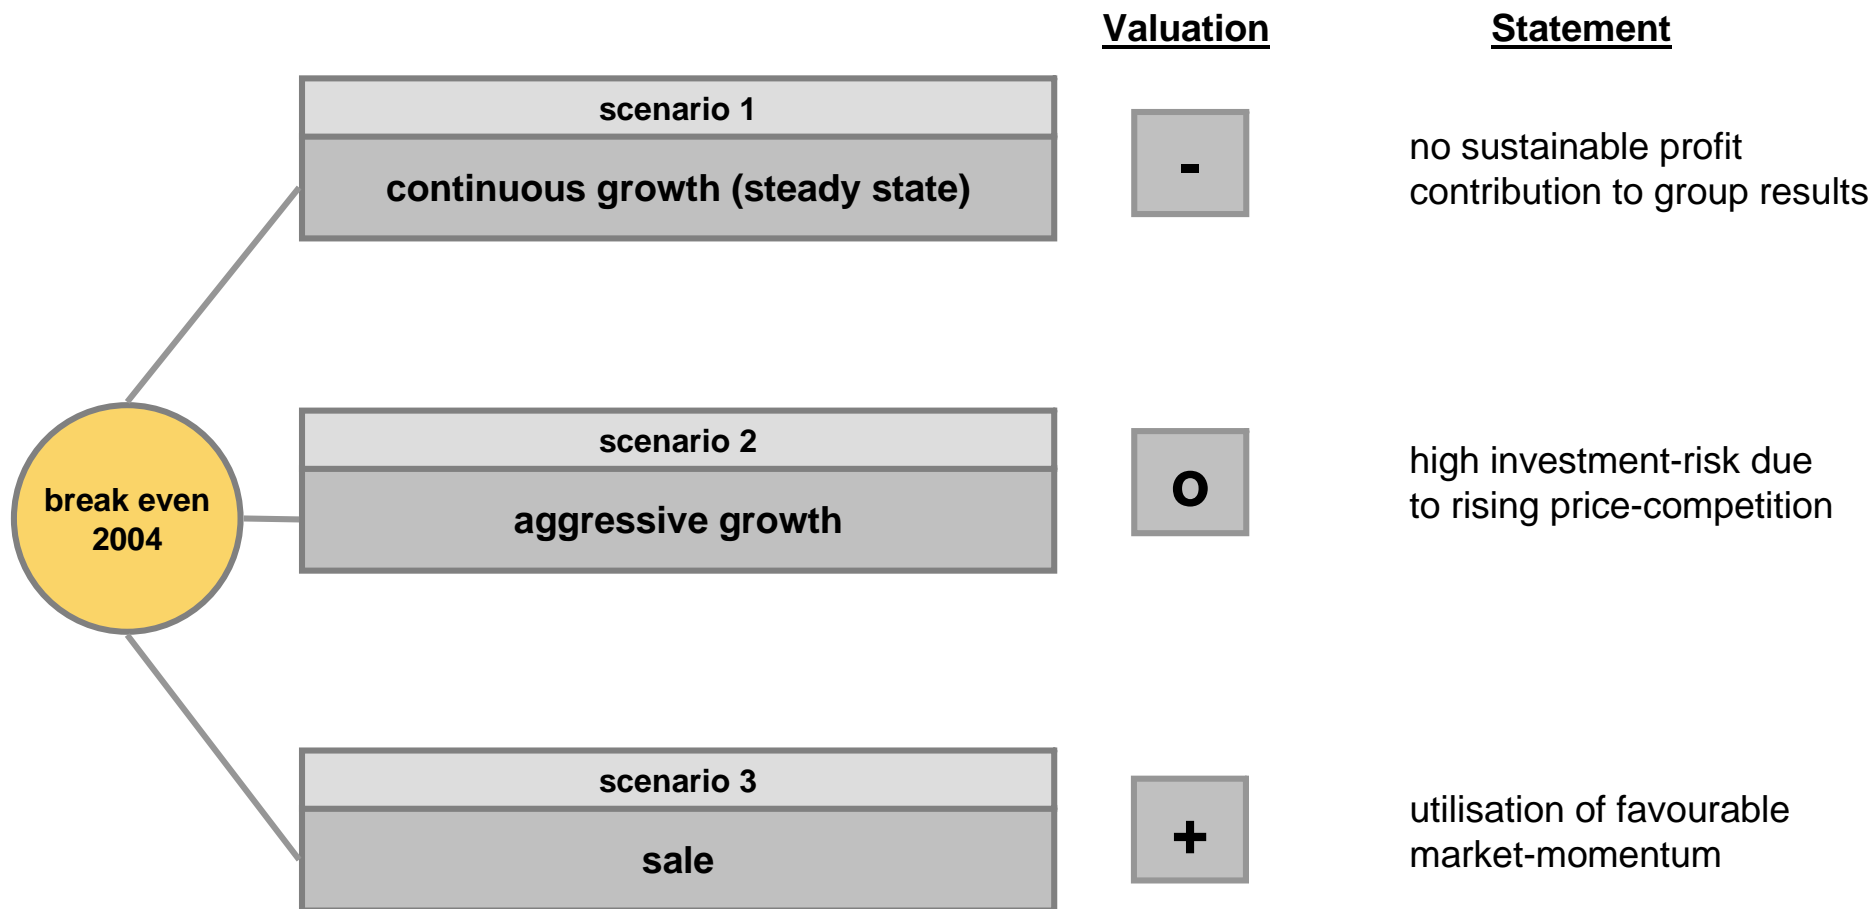 Valuation
Statement
scenario 1
continuous growth (steady state)
-
no sustainable profit
contribution to group results
break even
2004
scenario 2
aggressive growth
o
high investment-risk due
to rising price-competition
scenario 3
sale
+
utilisation of favourable
market-momentum